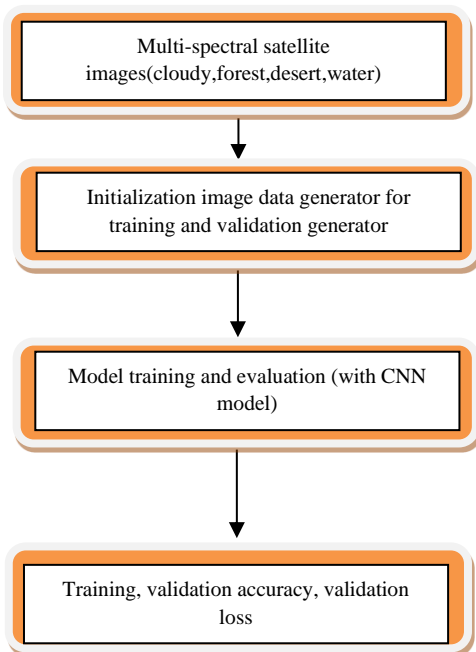 Multi-spectral satellite
images(cloudy,forest,desert,water)
Initialization image data generator for
training and validation generator
Model training and evaluation (with CNN
model)
Training, validation accuracy, validation
loss